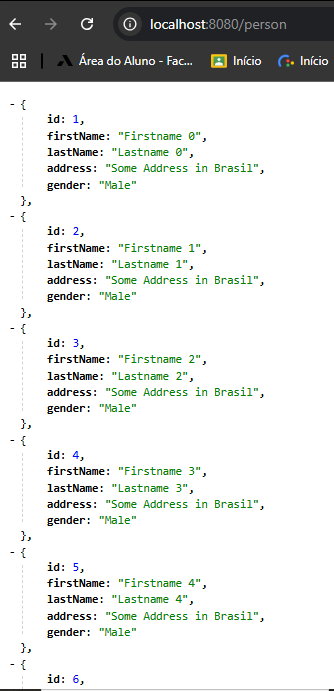 localhost:8080/person
Área do Aluno - Fac... Início Início
- {
id: 1,
firstName: "Firstname 0",
lastName: "Lastname 0",
address: "Some Address in Brasil",
gender: "Male"
},
- {
id: 2,
firstName: "Firstname 1",
lastName: "Lastname 1",
address: "Some Address in Brasil",
gender: "Male"
},
- {
id: 3,
firstName: "Firstname 2",
lastName: "Lastname 2",
address: "Some Address in Brasil",
gender: "Male"
},
- {
id: 4,
firstName: "Firstname 3",
lastName: "Lastname 3",
address: "Some Address in Brasil",
gender: "Male"
},
- {
id: 5,
firstName: "Firstname 4",
lastName: "Lastname 4",
address: "Some Address in Brasil",
gender: "Male"
},
- {
id: 6,